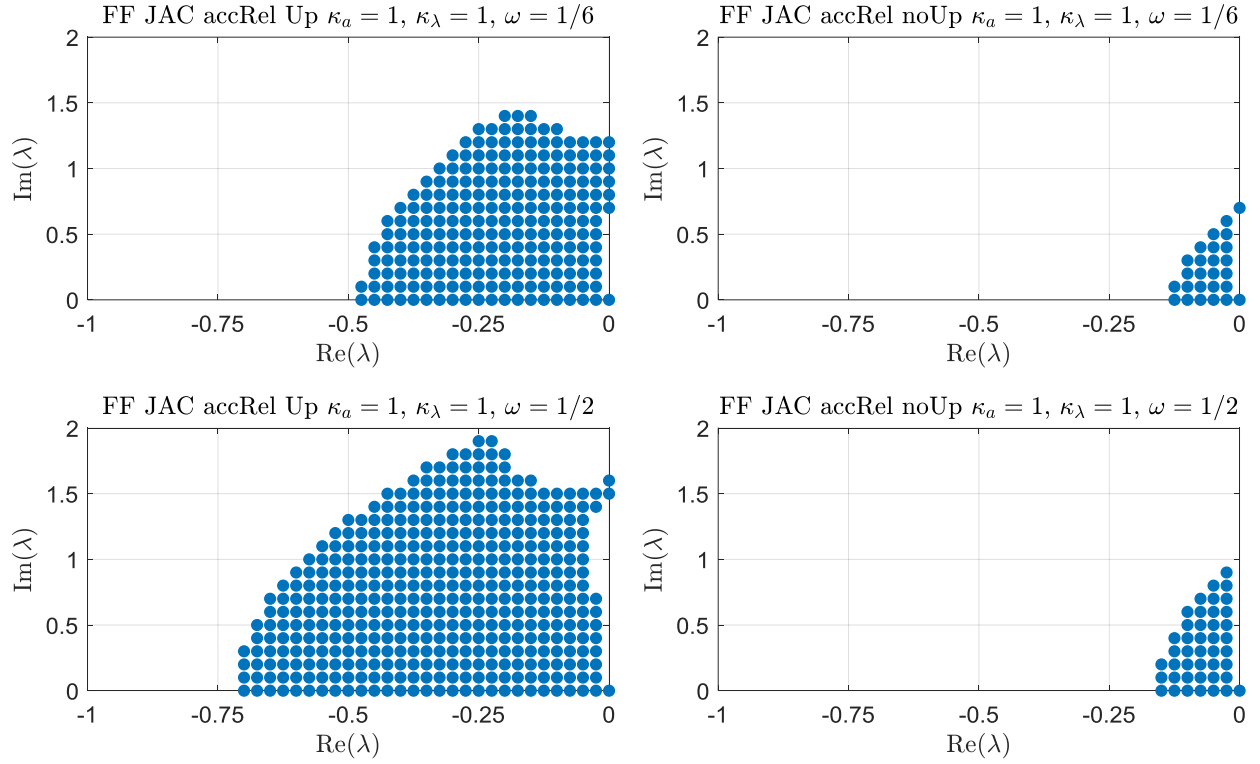 FF JAC accRel Up κ_a = 1, κ_λ = 1, ω = 1/6
2
1.5
1
0.5
0
Im(λ)
-1 -0.75 -0.5 -0.25 0
Re(λ)
FF JAC accRel noUp κ_a = 1, κ_λ = 1, ω = 1/6
2
1.5
1
0.5
0
Im(λ)
-1 -0.75 -0.5 -0.25 0
Re(λ)
FF JAC accRel Up κ_a = 1, κ_λ = 1, ω = 1/2
2
1.5
1
0.5
0
Im(λ)
-1 -0.75 -0.5 -0.25 0
Re(λ)
FF JAC accRel noUp κ_a = 1, κ_λ = 1, ω = 1/2
2
1.5
1
0.5
0
Im(λ)
-1 -0.75 -0.5 -0.25 0
Re(λ)